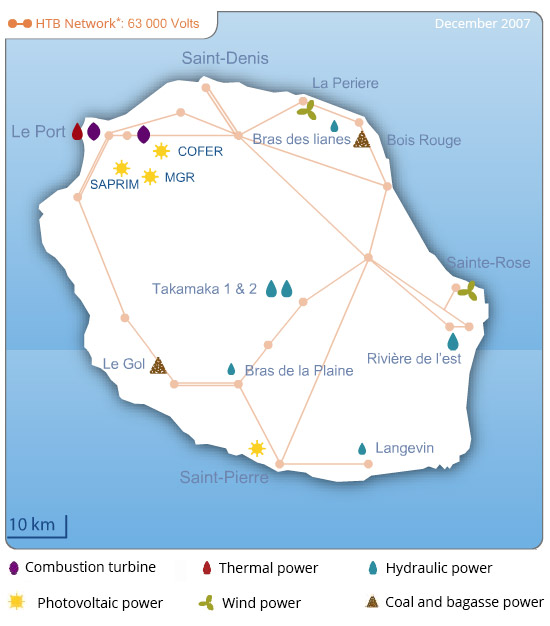 HTB Network*: 63 000 Volts
December 2007
Saint-Denis
La Periere
Le Port
Bras des lianes
Bois Rouge
COFER
SAPRIM
MGR
Sainte-Rose
Takamaka 1 & 2
Rivière de l'est
Le Gol
Bras de la Plaine
Langevin
Saint-Pierre
10 km
Combustion turbine
Thermal power
Hydraulic power
Photovoltaic power
Wind power
Coal and bagasse power